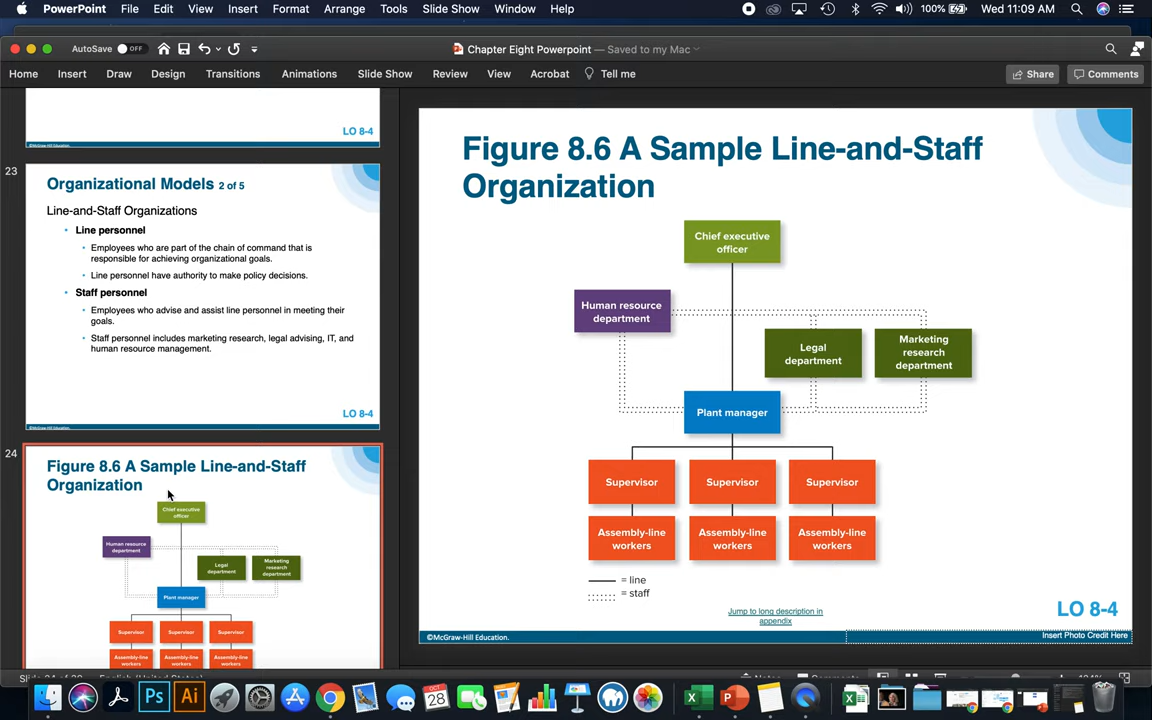 PowerPoint File Edit View Insert Format Arrange Tools Slide Show Window Help 100% Wed 11:09 AM
AutoSave OFF Chapter Eight Powerpoint — Saved to my Mac
Home Insert Draw Design Transitions Animations Slide Show Review View Acrobat Tell me Share Comments
LO 8-4
©McGraw-Hill Education.
23
Organizational Models 2 of 5
Line-and-Staff Organizations
• Line personnel
• Employees who are part of the chain of command that is
responsible for achieving organizational goals.
• Line personnel have authority to make policy decisions.
• Staff personnel
• Employees who advise and assist line personnel in meeting their
goals.
• Staff personnel includes marketing research, legal advising, IT, and
human resource management.
LO 8-4
©McGraw-Hill Education.
24
Figure 8.6 A Sample Line-and-Staff
Organization
Chief executive
officer
Human resource
department
Legal
department
Marketing
research
department
Plant manager
Supervisor Supervisor Supervisor
Assembly-line
workers
Assembly-line
workers
Assembly-line
workers
Figure 8.6 A Sample Line-and-Staff
Organization
Chief executive
officer
Human resource
department
Legal
department
Marketing
research
department
Plant manager
Supervisor Supervisor Supervisor
Assembly-line
workers
Assembly-line
workers
Assembly-line
workers
= line
= staff
Jump to long description in
appendix
LO 8-4
©McGraw-Hill Education.
Insert Photo Credit Here
Ps Ai OCT 28